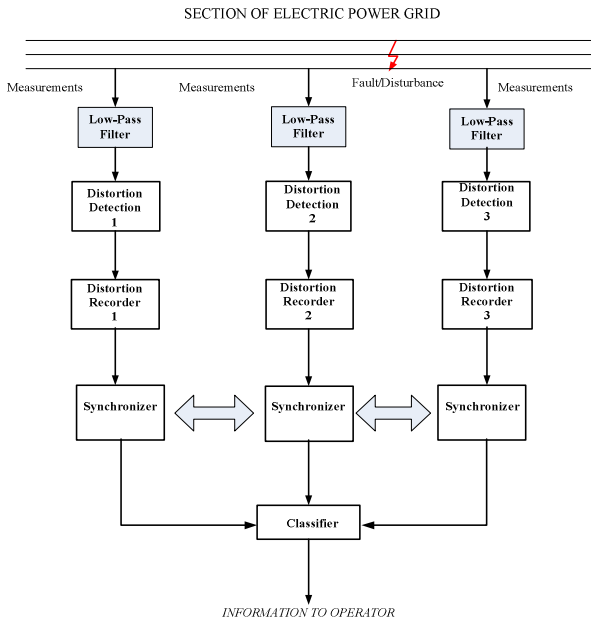 SECTION OF ELECTRIC POWER GRID
Measurements
Measurements
Fault/Disturbance
Measurements
Low-Pass
Filter
Low-Pass
Filter
Low-Pass
Filter
Distortion
Detection
1
Distortion
Detection
2
Distortion
Detection
3
Distortion
Recorder
1
Distortion
Recorder
2
Distortion
Recorder
3
Synchronizer
Synchronizer
Synchronizer
Classifier
INFORMATION TO OPERATOR